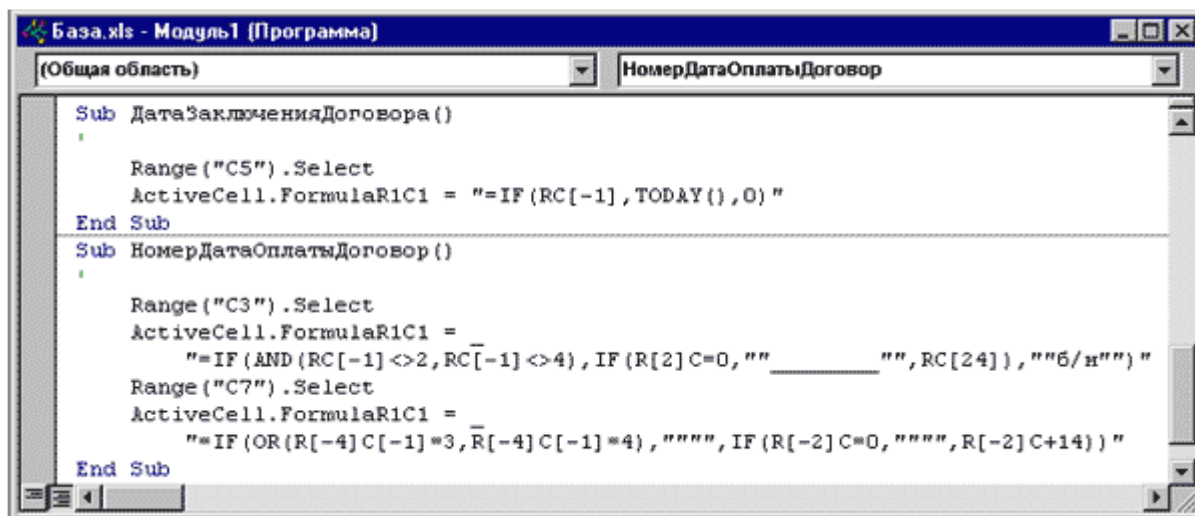 База.xls - Модуль1 (Программа)
(Общая область) НомерДатаОплатыДоговор
Sub ДатаЗаключенияДоговора()
'
Range("C5").Select
ActiveCell.FormulaR1C1 = "=IF(RC[-1],TODAY(),0)"
End Sub
Sub НомерДатаОплатыДоговор()
'
Range("C3").Select
ActiveCell.FormulaR1C1 = _
"=IF(AND(RC[-1]<>2,RC[-1]<>4),IF(R[2]C=0,""_________"",RC[24]),""б/н"")"
Range("C7").Select
ActiveCell.FormulaR1C1 = _
"=IF(OR(R[-4]C[-1]=3,R[-4]C[-1]=4),"""",IF(R[-2]C=0,"""",R[-2]C+14))"
End Sub